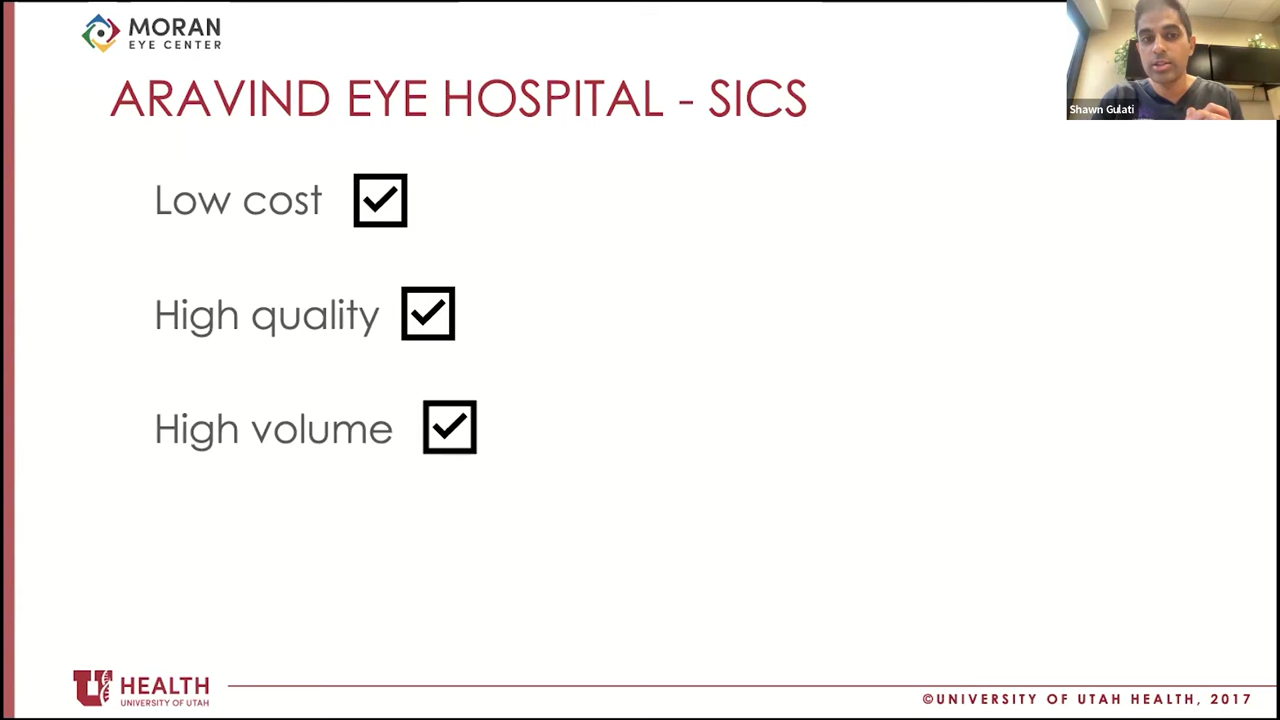 MORAN
EYE CENTER
Shawn Gulati
ARAVIND EYE HOSPITAL - SICS
Low cost
High quality
High volume
U HEALTH
UNIVERSITY OF UTAH
©UNIVERSITY OF UTAH HEALTH, 2017